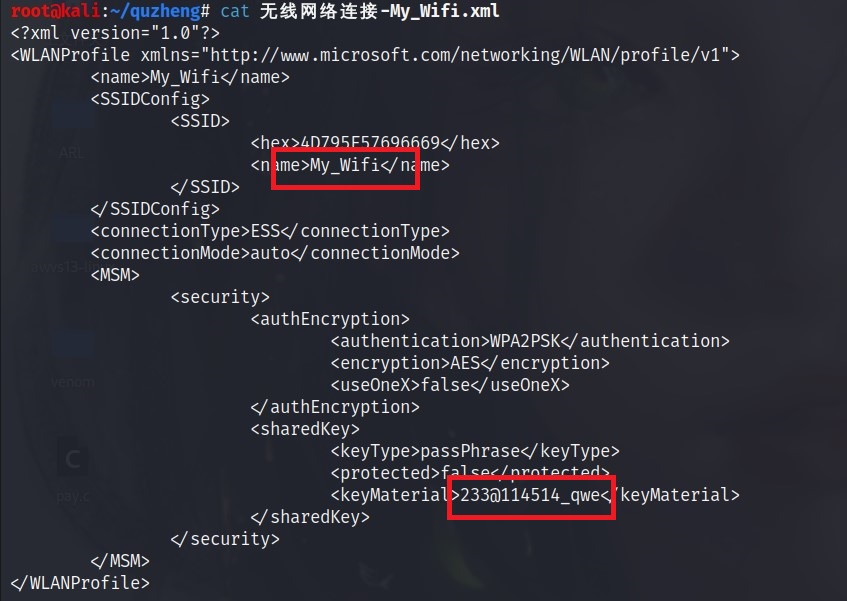 root@kali:~/quzheng# cat 无线网络连接-My_Wifi.xml
<?xml version="1.0"?>
<WLANProfile xmlns="http://www.microsoft.com/networking/WLAN/profile/v1">
<name>My_Wifi</name>
<SSIDConfig>
<SSID>
<hex>4D795F57696669</hex>
<name>My_Wifi</name>
</SSID>
</SSIDConfig>
<connectionType>ESS</connectionType>
<connectionMode>auto</connectionMode>
<MSM>
<security>
<authEncryption>
<authentication>WPA2PSK</authentication>
<encryption>AES</encryption>
<useOneX>false</useOneX>
</authEncryption>
<sharedKey>
<keyType>passPhrase</keyType>
<protected>false</protected>
<keyMaterial>233@114514_qwe</keyMaterial>
</sharedKey>
</security>
</MSM>
</WLANProfile>
ARL
venom
C
pay.c